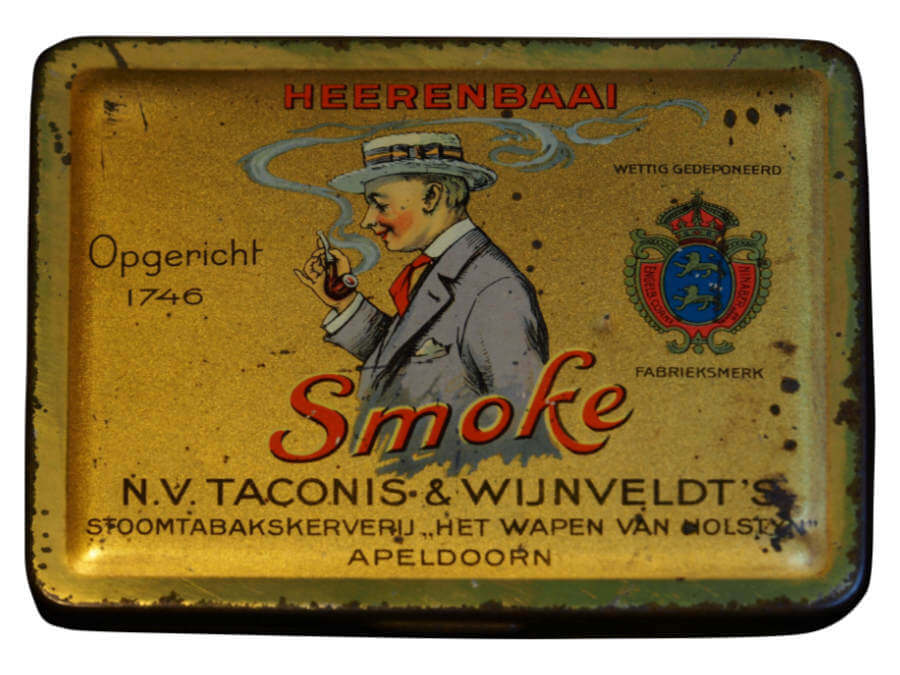 HEERENBAAI
WETTIG GEDEPONEERD
Opgericht
1746
FABRIEKSMERK
Smoke
N.V. TACONIS & WIJNVELDT'S
STOOMTABAKSKERVERIJ „HET WAPEN VAN HOLSTYN"
APELDOORN